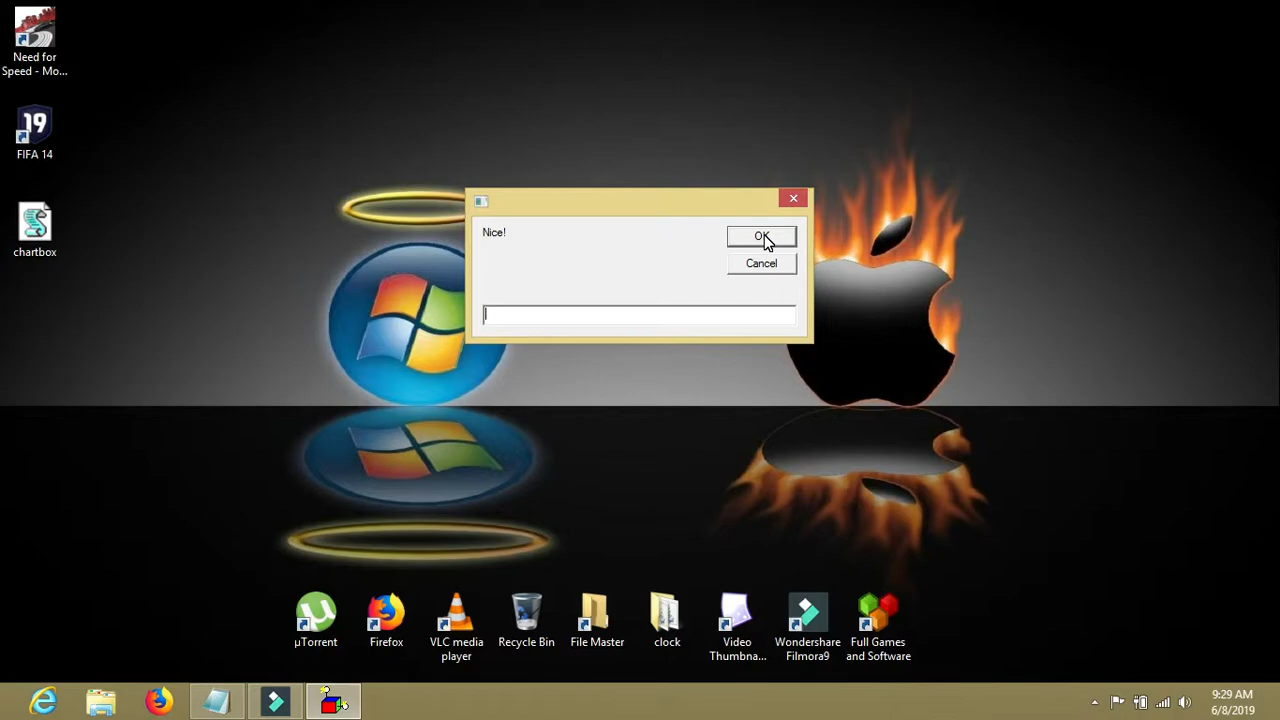 Need for
Speed - Mo...
19
FIFA 14
chartbox
Nice!
OK
Cancel
µTorrent
Firefox
VLC media
player
Recycle Bin
File Master
clock
Video
Thumbna...
Wondershare
Filmora9
Full Games
and Software
9:29 AM
6/8/2019